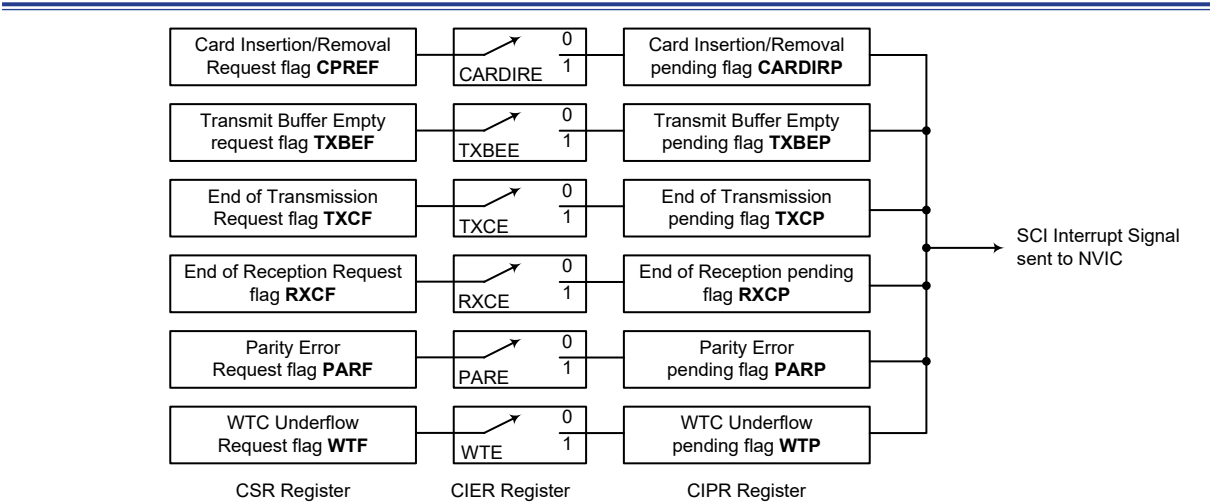 Card Insertion/Removal
Request flag CPREF
0
1
CARDIRE
Card Insertion/Removal
pending flag CARDIRP
Transmit Buffer Empty
request flag TXBEF
0
1
TXBEE
Transmit Buffer Empty
pending flag TXBEP
End of Transmission
Request flag TXCF
0
1
TXCE
End of Transmission
pending flag TXCP
SCI Interrupt Signal
sent to NVIC
End of Reception Request
flag RXCF
0
1
RXCE
End of Reception pending
flag RXCP
Parity Error
Request flag PARF
0
1
PARE
Parity Error
pending flag PARP
WTC Underflow
Request flag WTF
0
1
WTE
WTC Underflow
pending flag WTP
CSR Register
CIER Register
CIPR Register